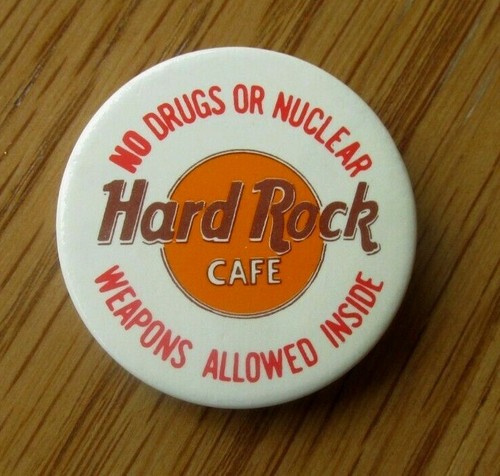 NO DRUGS OR NUCLEAR
Hard Rock
CAFE
WEAPONS ALLOWED INSIDE